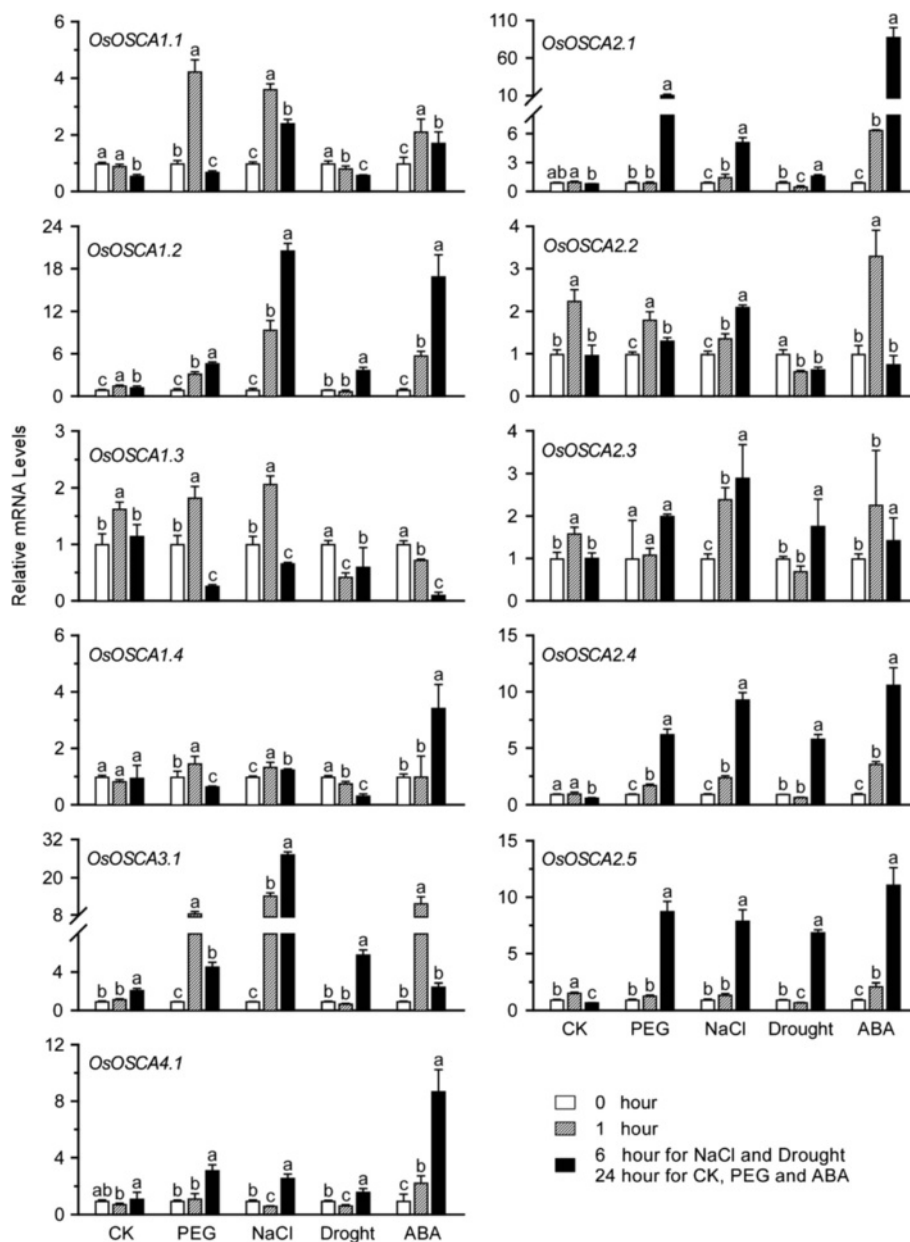 Relative mRNA Levels
OsOSCA1.1
6
4
2
0
a a b
b a c
c a b
a b c
c a b
OsOSCA1.2
24
18
12
6
0
c a b
c b a
c b a
b b a
c b a
OsOSCA1.3
3
2
1
0
b a b
b a c
b a c
a c b
a b c
OsOSCA1.4
6
4
2
0
a a a
b a c
c a b
a b c
b b a
OsOSCA3.1
32
20
8
4
0
b b a
c a b
c b a
b b a
b a b
OsOSCA4.1
12
8
4
0
ab b a
b b a
b c a
b c a
c b a
CK PEG NaCl Droght ABA
OsOSCA2.1
110
60
10
6
3
0
ab a b
b b a
c b a
b c a
c b a
OsOSCA2.2
4
3
2
1
0
b a b
c a b
c b a
a b b
b a b
OsOSCA2.3
4
3
2
1
0
b a b
b b a
c b a
b b a
b b a
OsOSCA2.4
15
10
5
0
a a b
c b a
c b a
b b a
c b a
OsOSCA2.5
15
10
5
0
b a c
b b a
b b a
b b a
c b a
CK PEG NaCl Drought ABA
0 hour
1 hour
6 hour for NaCl and Drought
24 hour for CK, PEG and ABA